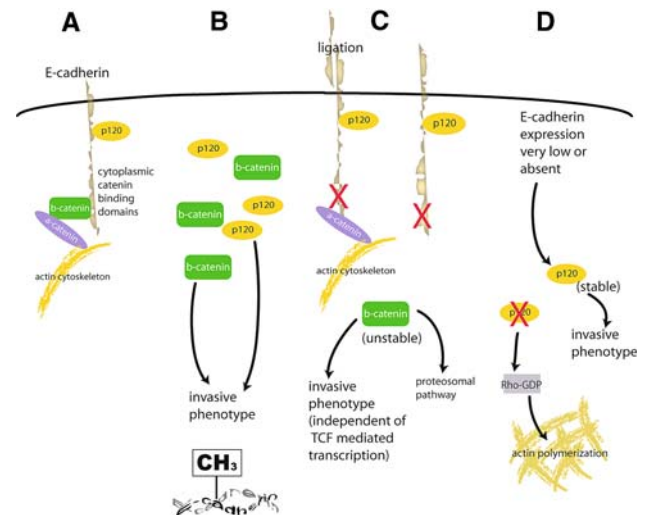 A
B
C
D
E-cadherin
p120
cytoplasmic
catenin
binding
domains
b-catenin
a-catenin
actin cytoskeleton
p120
b-catenin
b-catenin
p120
p120
b-catenin
invasive
phenotype
CH3
ligation
p120
p120
a-catenin
actin cytoskeleton
b-catenin
(unstable)
invasive
phenotype
(independent of
TCF mediated
transcription)
proteosomal
pathway
E-cadherin
expression
very low or
absent
p120
(stable)
invasive
phenotype
p120
Rho-GDP
actin polymerization